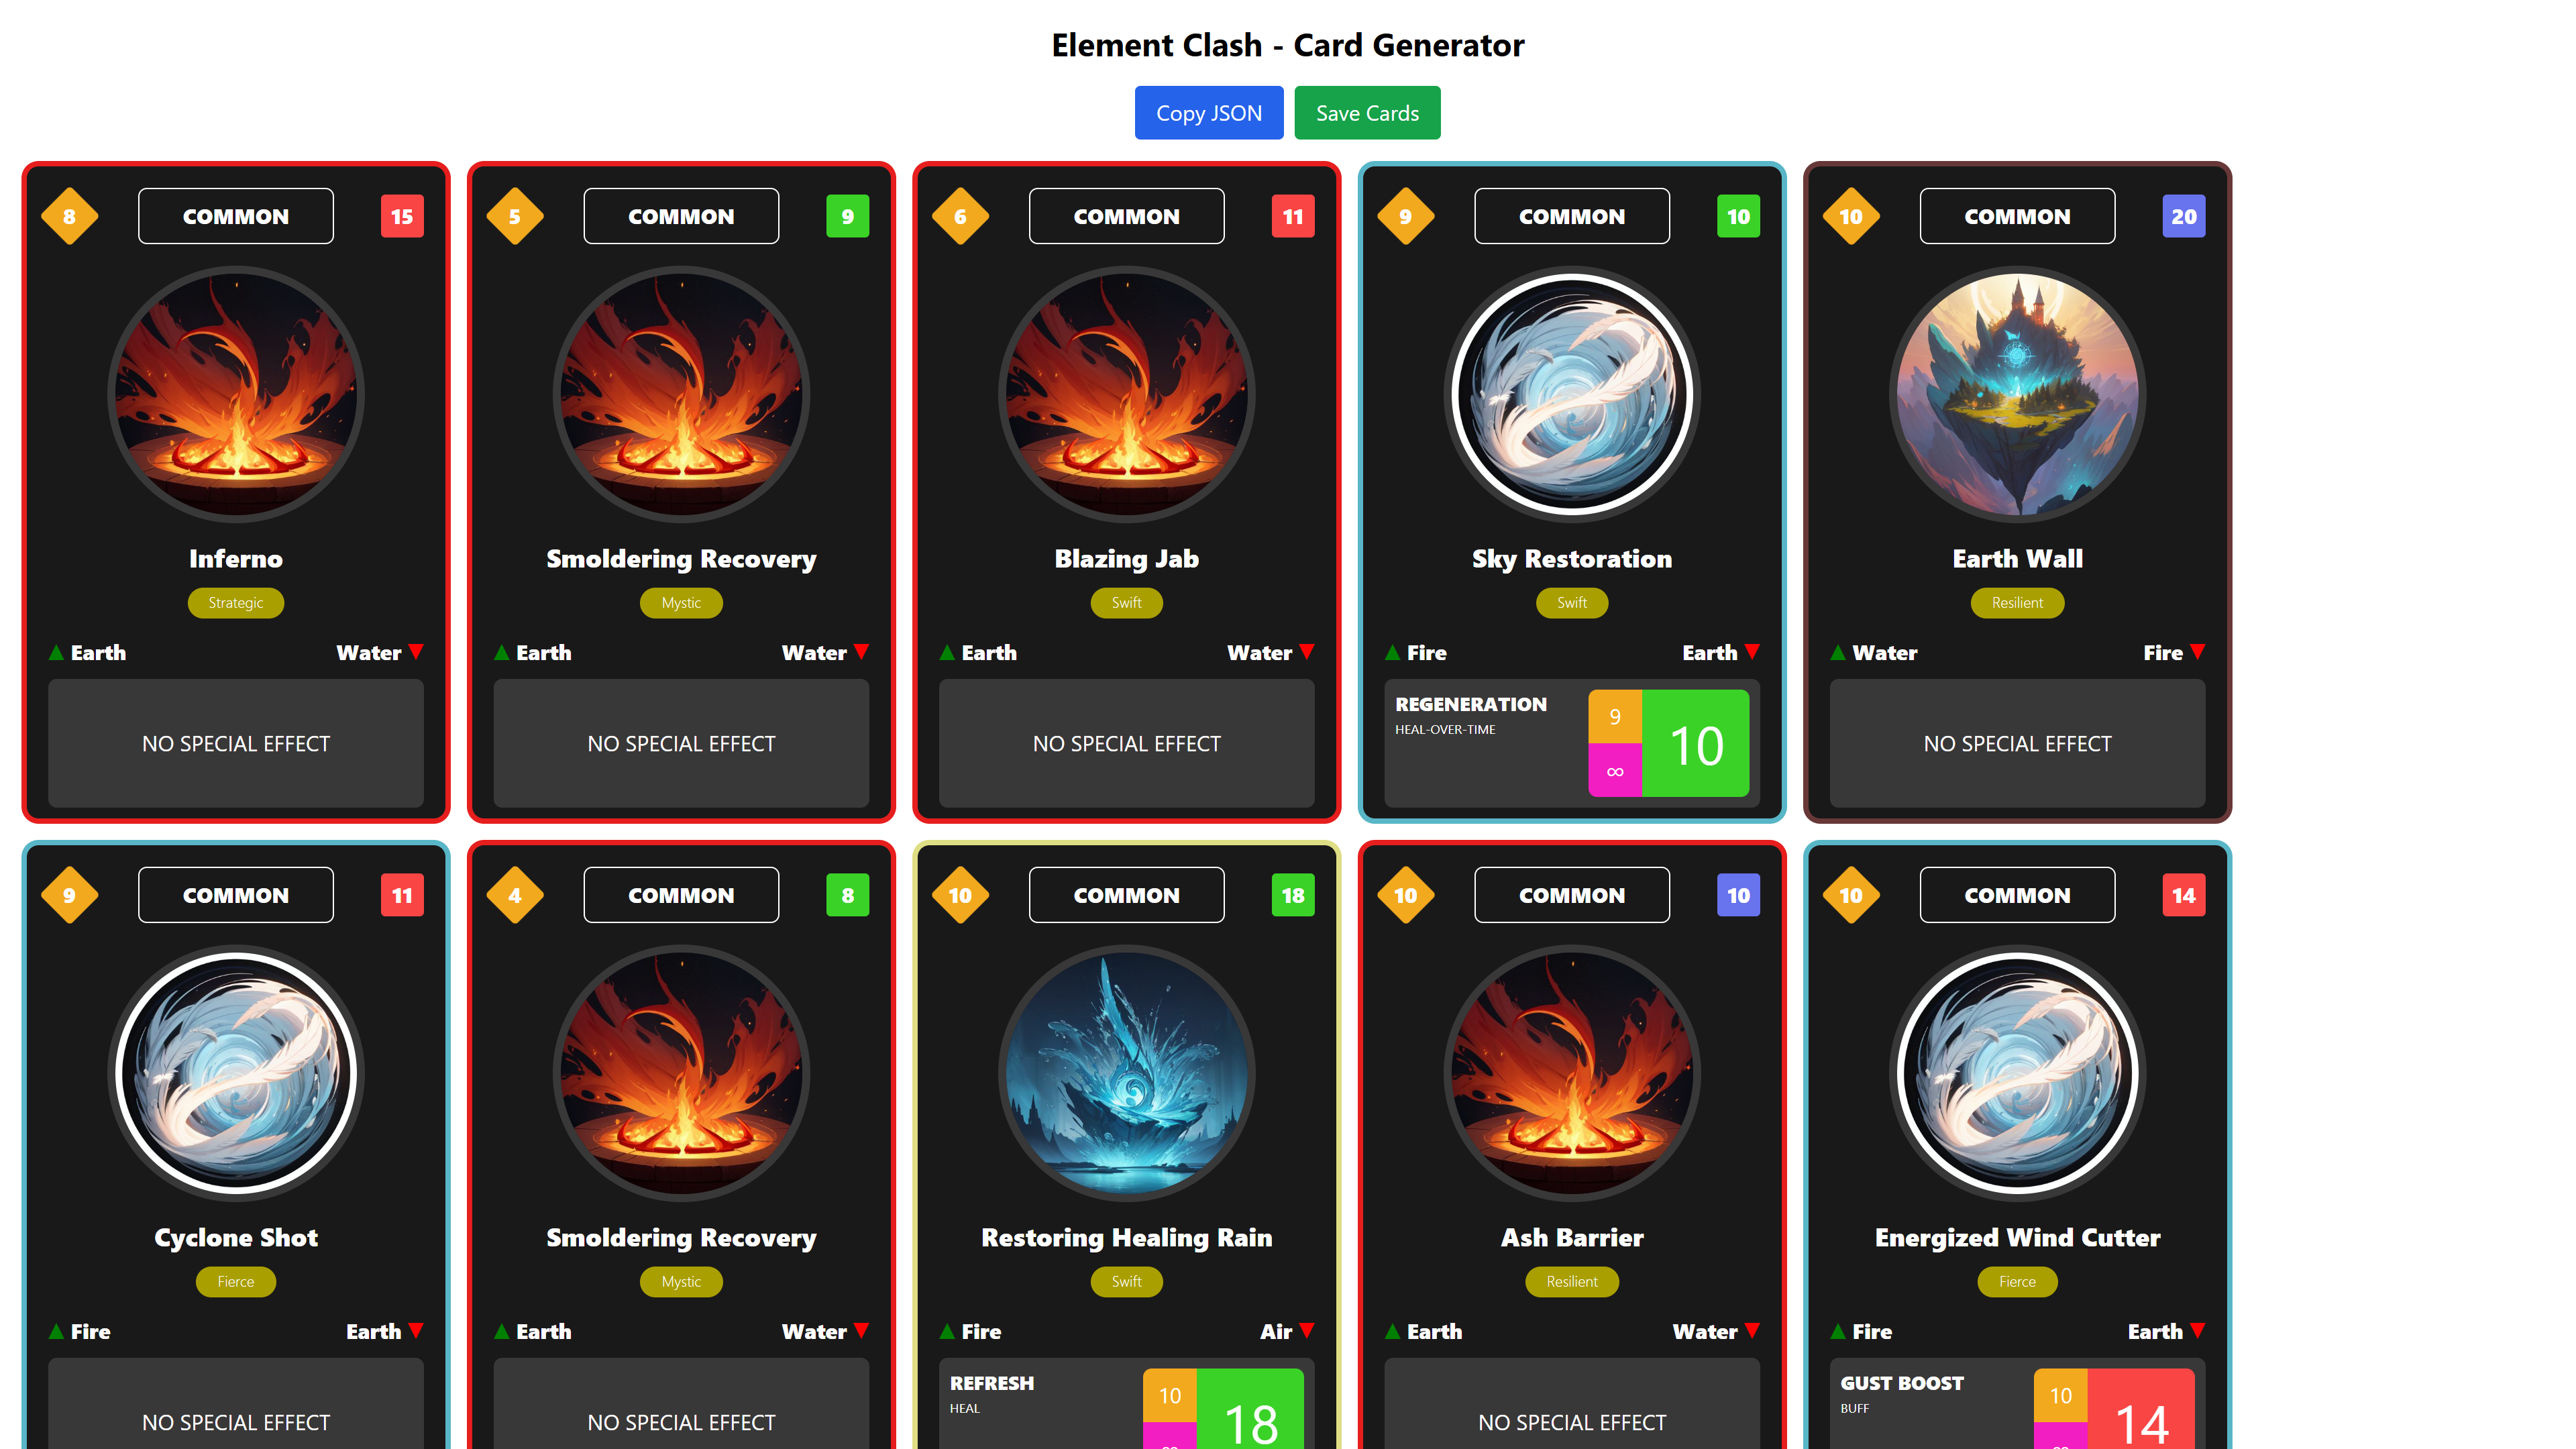 Element Clash - Card Generator
Copy JSON Save Cards
8 COMMON 15
Inferno
Strategic
▲ Earth Water ▼
NO SPECIAL EFFECT
5 COMMON 9
Smoldering Recovery
Mystic
▲ Earth Water ▼
NO SPECIAL EFFECT
6 COMMON 11
Blazing Jab
Swift
▲ Earth Water ▼
NO SPECIAL EFFECT
9 COMMON 10
Sky Restoration
Swift
▲ Fire Earth ▼
REGENERATION
HEAL-OVER-TIME
9
∞
10
10 COMMON 20
Earth Wall
Resilient
▲ Water Fire ▼
NO SPECIAL EFFECT
9 COMMON 11
Cyclone Shot
Fierce
▲ Fire Earth ▼
NO SPECIAL EFFECT
4 COMMON 8
Smoldering Recovery
Mystic
▲ Earth Water ▼
NO SPECIAL EFFECT
10 COMMON 18
Restoring Healing Rain
Swift
▲ Fire Air ▼
REFRESH
HEAL
10
18
10 COMMON 10
Ash Barrier
Resilient
▲ Earth Water ▼
NO SPECIAL EFFECT
10 COMMON 14
Energized Wind Cutter
Fierce
▲ Fire Earth ▼
GUST BOOST
BUFF
10
14